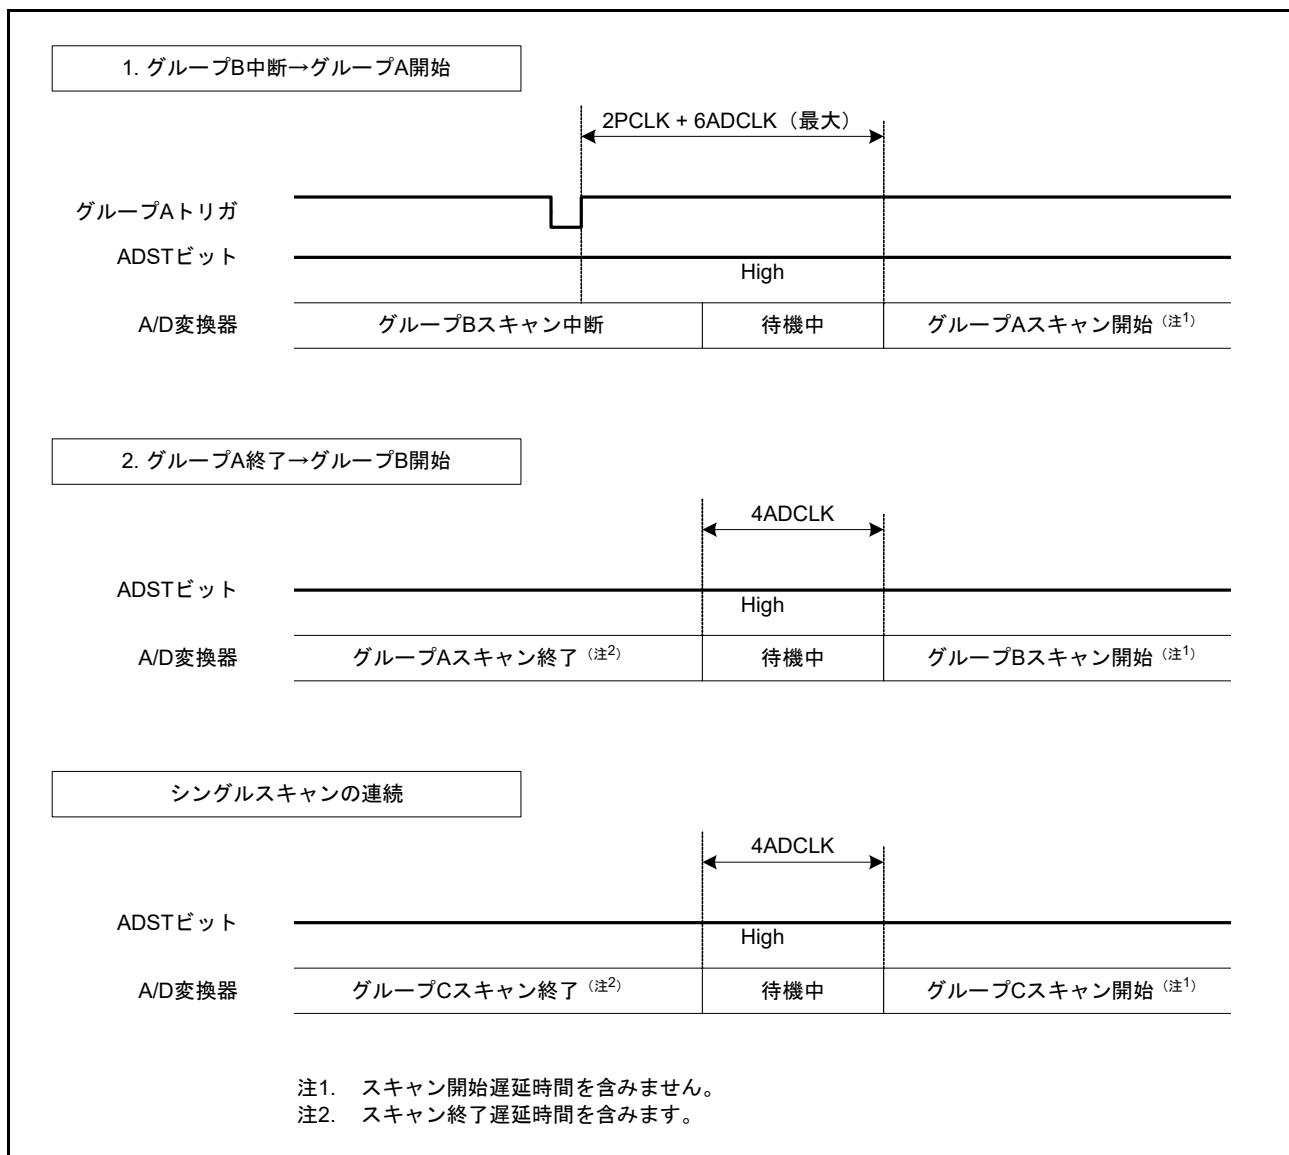 1. グループB中断→グループA開始
2PCLK + 6ADCLK（最大）
グループAトリガ
ADSTビット
High
A/D変換器 グループBスキャン中断 待機中 グループAスキャン開始（注1）
2. グループA終了→グループB開始
4ADCLK
ADSTビット
High
A/D変換器 グループAスキャン終了（注2） 待機中 グループBスキャン開始（注1）
シングルスキャンの連続
4ADCLK
ADSTビット
High
A/D変換器 グループCスキャン終了（注2） 待機中 グループCスキャン開始（注1）
注1. スキャン開始遅延時間を含みません。
注2. スキャン終了遅延時間を含みます。